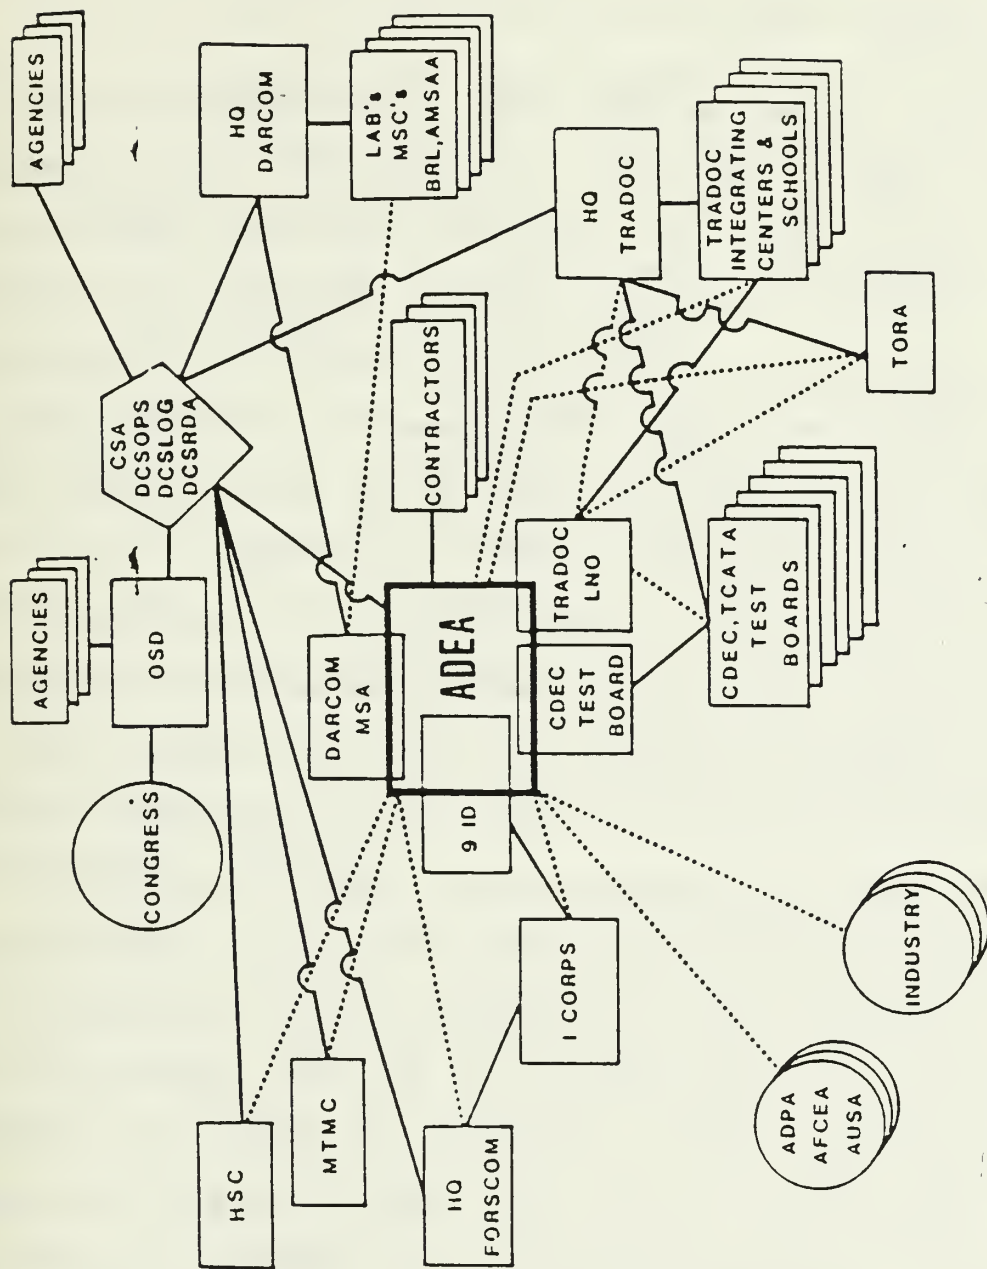 AGENCIES
AGENCIES
CONGRESS
OSD
CSA
DCSOPS
DCSLOG
DCSRDA
HSC
HQ
DARCOM
MTMC
DARCOM
MSA
LAB's
MSC's
BRL,AMSAA
HQ
FORSCOM
9 ID
ADEA
CONTRACTORS
I CORPS
CDEC
TEST
BOARD
TRADOC
LNO
HQ
TRADOC
TRADOC
INTEGRATING
CENTERS &
SCHOOLS
CDEC,TCATA
TEST
BOARDS
ADPA
AFCEA
AUSA
INDUSTRY
TORA